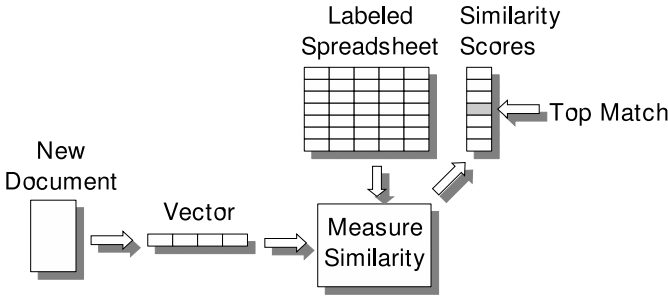 Labeled
Spreadsheet
Similarity
Scores
Top Match
New
Document
Vector
Measure
Similarity